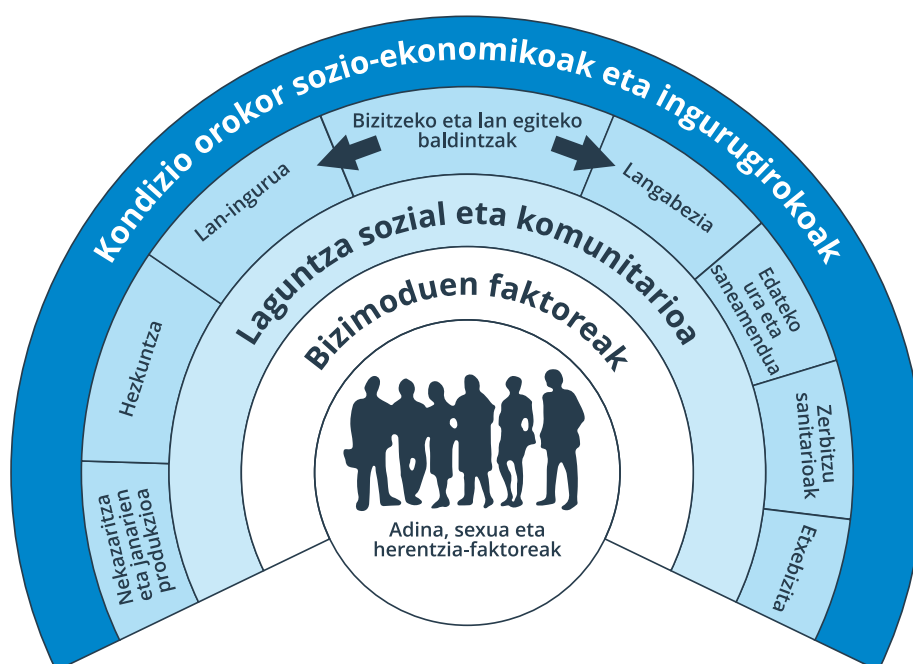 Kondizio orokor sozio-ekonomikoak eta ingurugirokoak
Bizitzeko eta lan egiteko
baldintzak
Nekazaritza
eta janarien
produkzioa
Hezkuntza
Lan-ingurua
Langabezia
Edateko
ura eta
saneamendua
Zerbitzu
sanitarioak
Etxebizita
Laguntza sozial eta komunitarioa
Bizimoduen faktoreak
Adina, sexua eta
herentzia-faktoreak